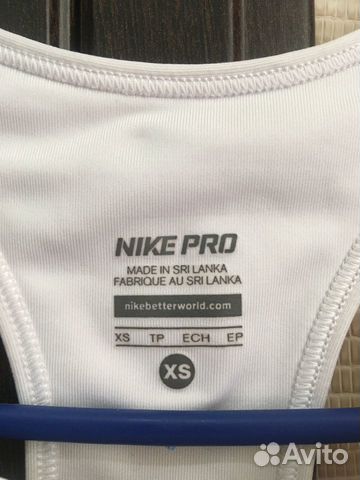 NIKE PRO
MADE IN SRI LANKA
FABRIQUE AU SRI LANKA
nikebetterworld.com
XS TP ECH EP
XS
Avito